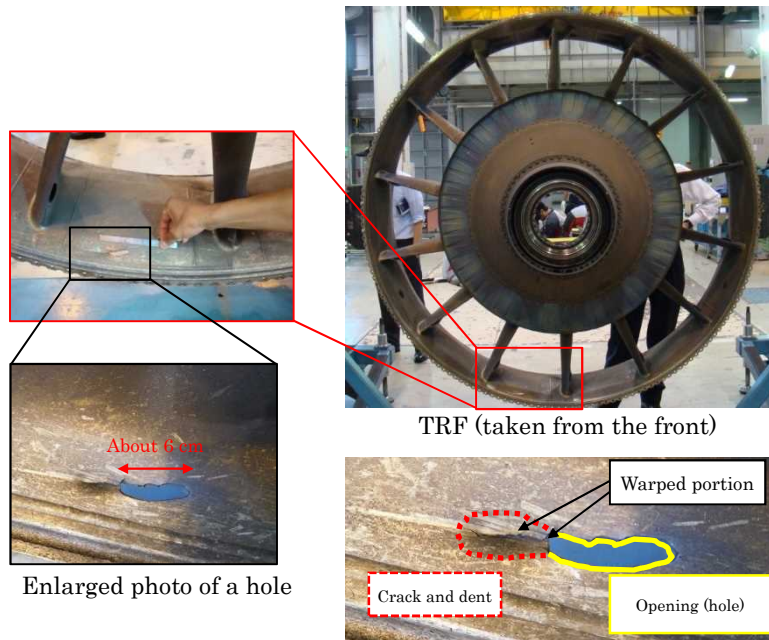 TRF (taken from the front)
About 6 cm
Enlarged photo of a hole
Warped portion
Crack and dent
Opening (hole)